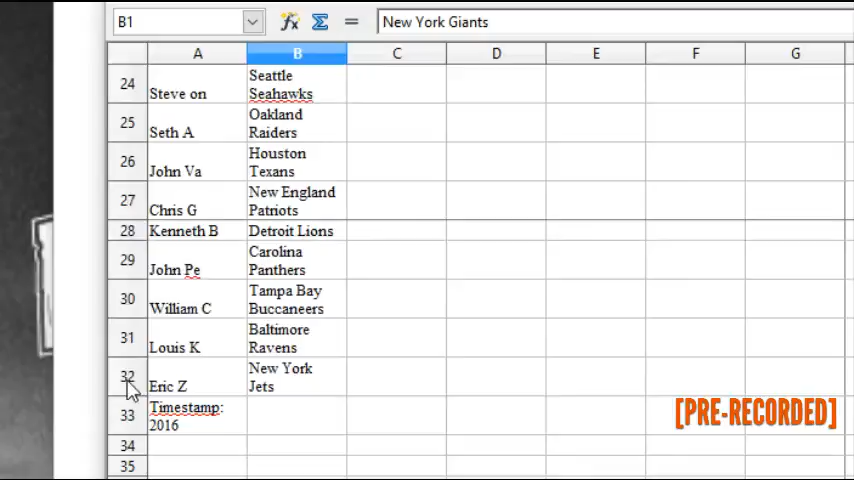 B1
New York Giants
A B C D E F G
24 Steve on Seattle
Seahawks
25 Seth A Oakland
Raiders
26 John Va Houston
Texans
27 Chris G New England
Patriots
28 Kenneth B Detroit Lions
29 John Pe Carolina
Panthers
30 William C Tampa Bay
Buccaneers
31 Louis K Baltimore
Ravens
32 Eric Z New York
Jets
33 Timestamp:
2016
34
35
[PRE-RECORDED]